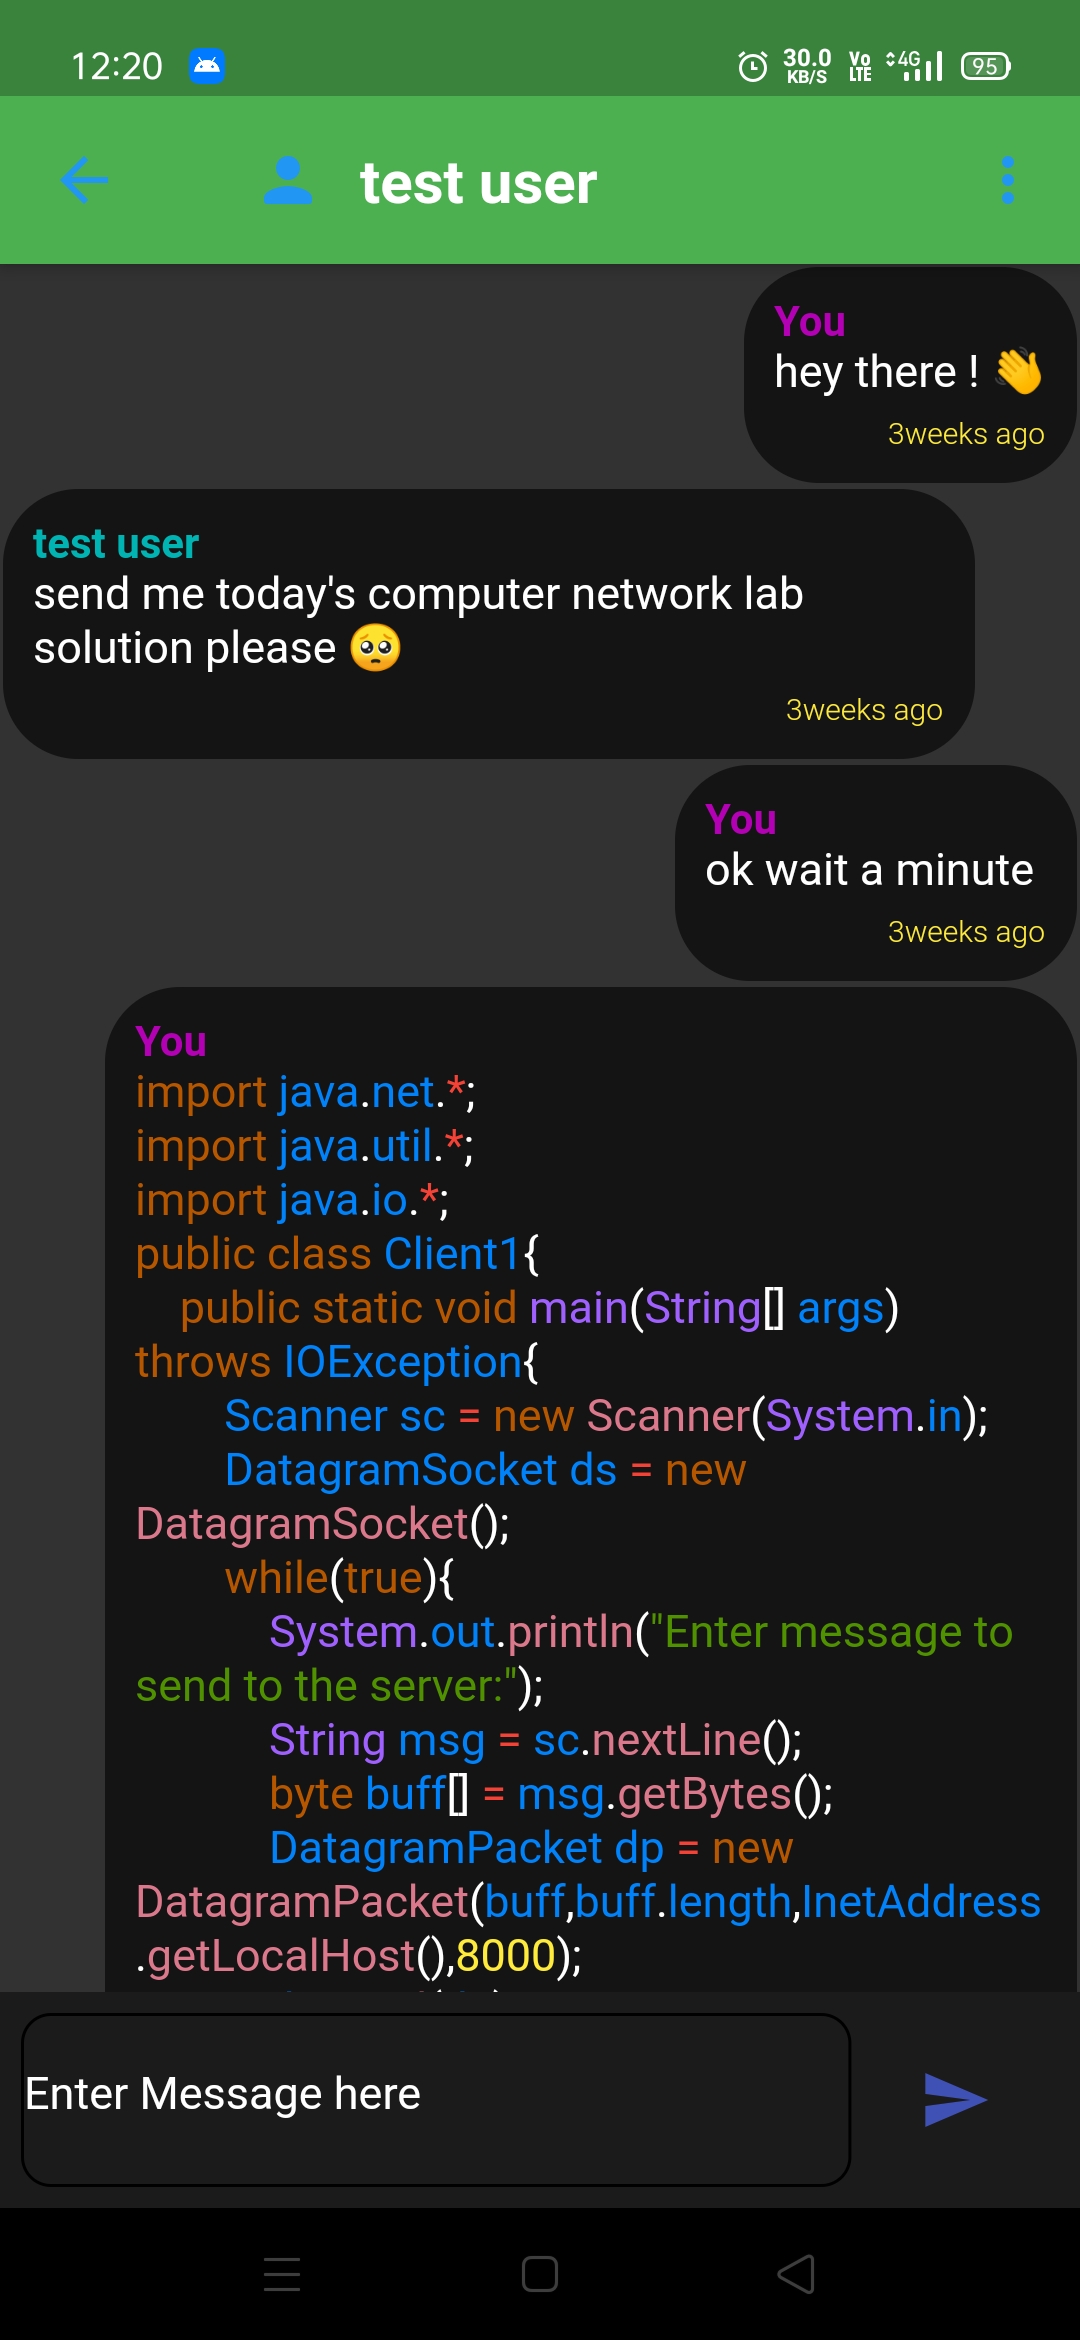 12:20 30.0 KB/S Vo LTE 4G 95
test user
You
hey there ! 👋
3weeks ago
test user
send me today's computer network lab
solution please 🥺
3weeks ago
You
ok wait a minute
3weeks ago
You
import java.net.*;
import java.util.*;
import java.io.*;
public class Client1{
    public static void main(String[] args)
throws IOException{
        Scanner sc = new Scanner(System.in);
        DatagramSocket ds = new
DatagramSocket();
        while(true){
            System.out.println("Enter message to
send to the server:");
            String msg = sc.nextLine();
            byte buff[] = msg.getBytes();
            DatagramPacket dp = new
DatagramPacket(buff,buff.length,InetAddress
.getLocalHost(),8000);
Enter Message here